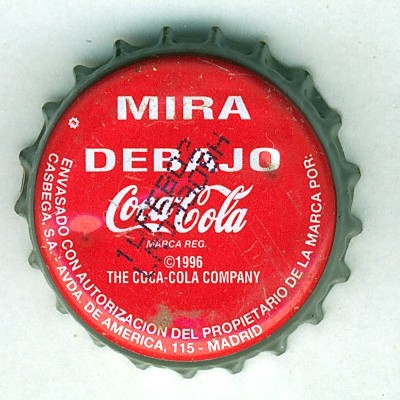 MIRA
DEBAJO
Coca-Cola
MARCA REG.
©1996
THE COCA-COLA COMPANY
ENVASADO CON AUTORIZACION DEL PROPIETARIO DE LA MARCA POR:
CASBEGA, S.A. AVDA. DE AMERICA, 115 - MADRID